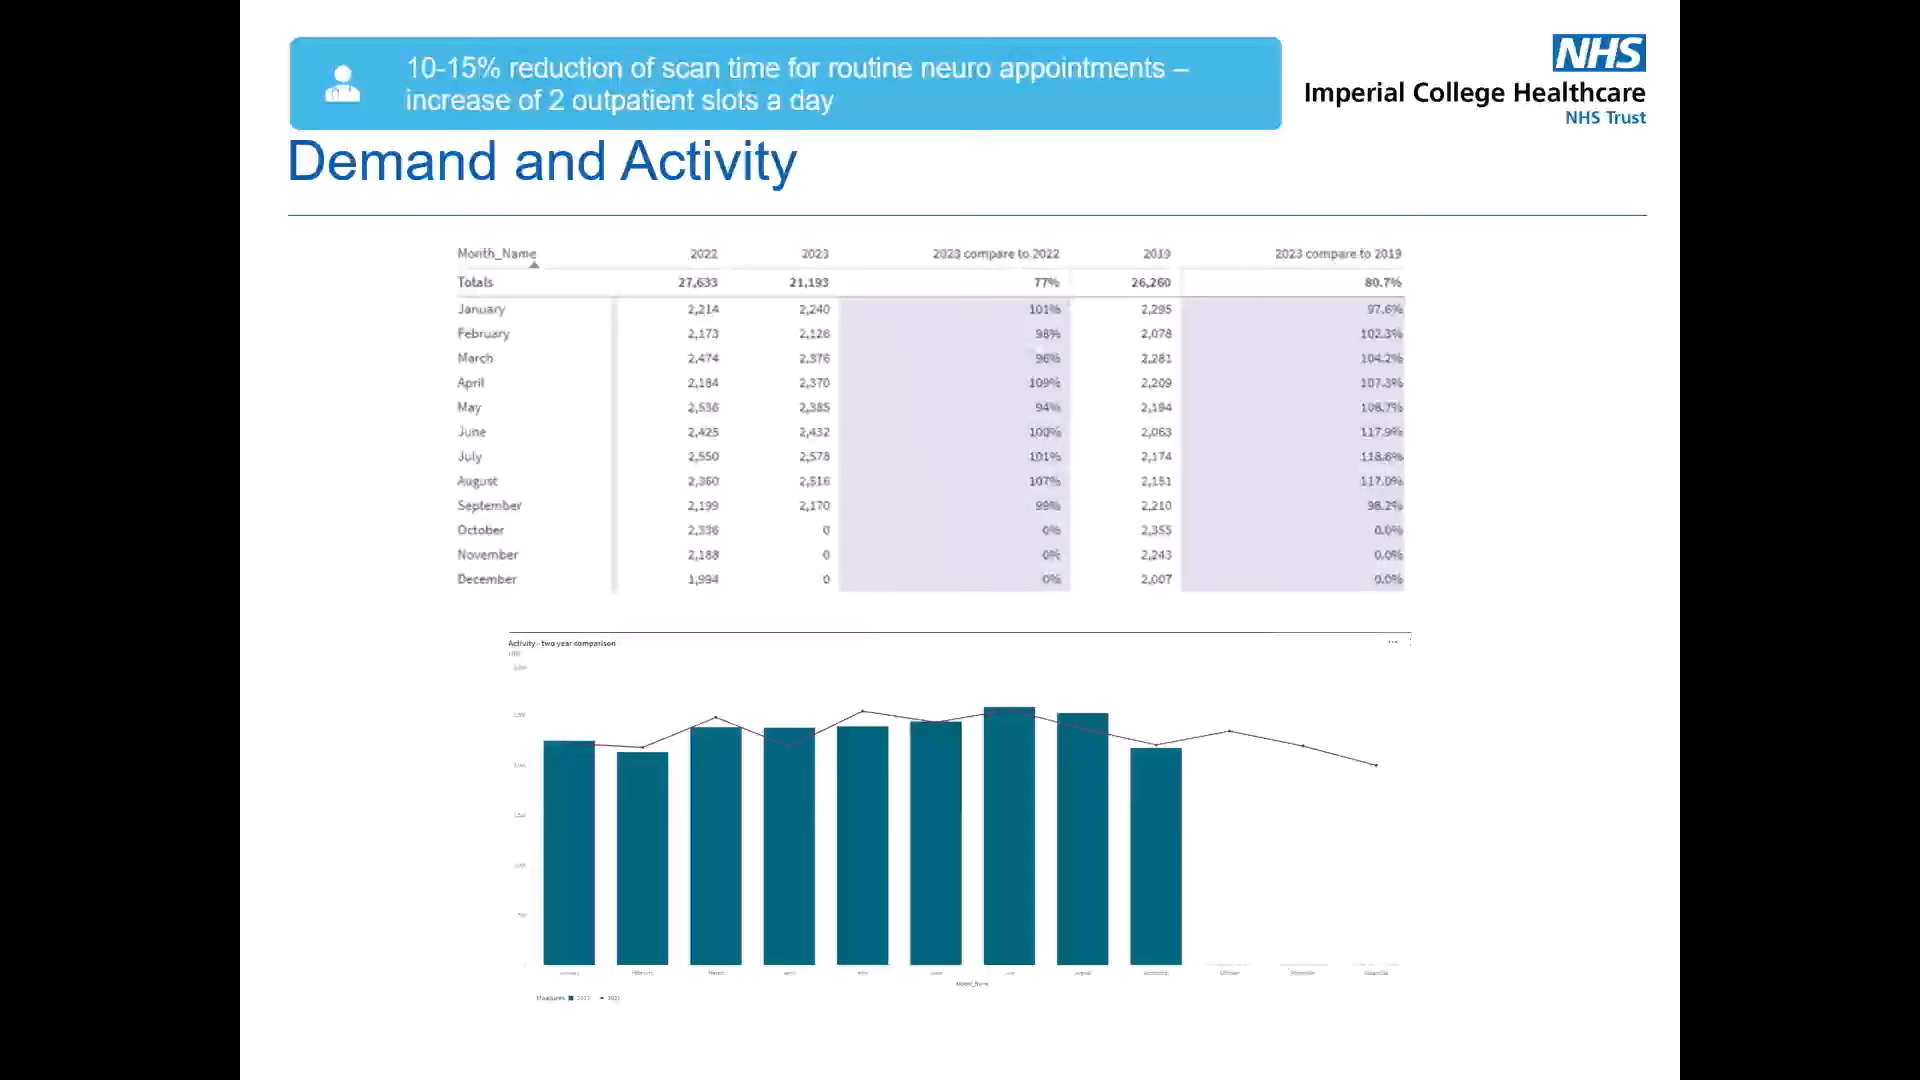 10-15% reduction of scan time for routine neuro appointments –
increase of 2 outpatient slots a day
NHS
Imperial College Healthcare
NHS Trust
Demand and Activity
Month_Name 2022 2023 2023 compare to 2022 2019 2023 compare to 2019
Totals 27,633 21,193 77% 26,260 80.7%
January 2,214 2,240 101% 2,295 97.6%
February 2,173 2,126 98% 2,078 102.3%
March 2,474 2,376 96% 2,281 104.2%
April 2,184 2,370 109% 2,209 107.3%
May 2,536 2,385 94% 2,194 108.7%
June 2,425 2,432 100% 2,063 117.9%
July 2,550 2,578 101% 2,174 118.6%
August 2,360 2,516 107% 2,151 117.0%
September 2,199 2,170 99% 2,210 98.2%
October 2,336 0 0% 2,355 0.0%
November 2,188 0 0% 2,243 0.0%
December 1,994 0 0% 2,007 0.0%
Activity - two year comparison
February March August
Month_Name
Measures 2023 2022